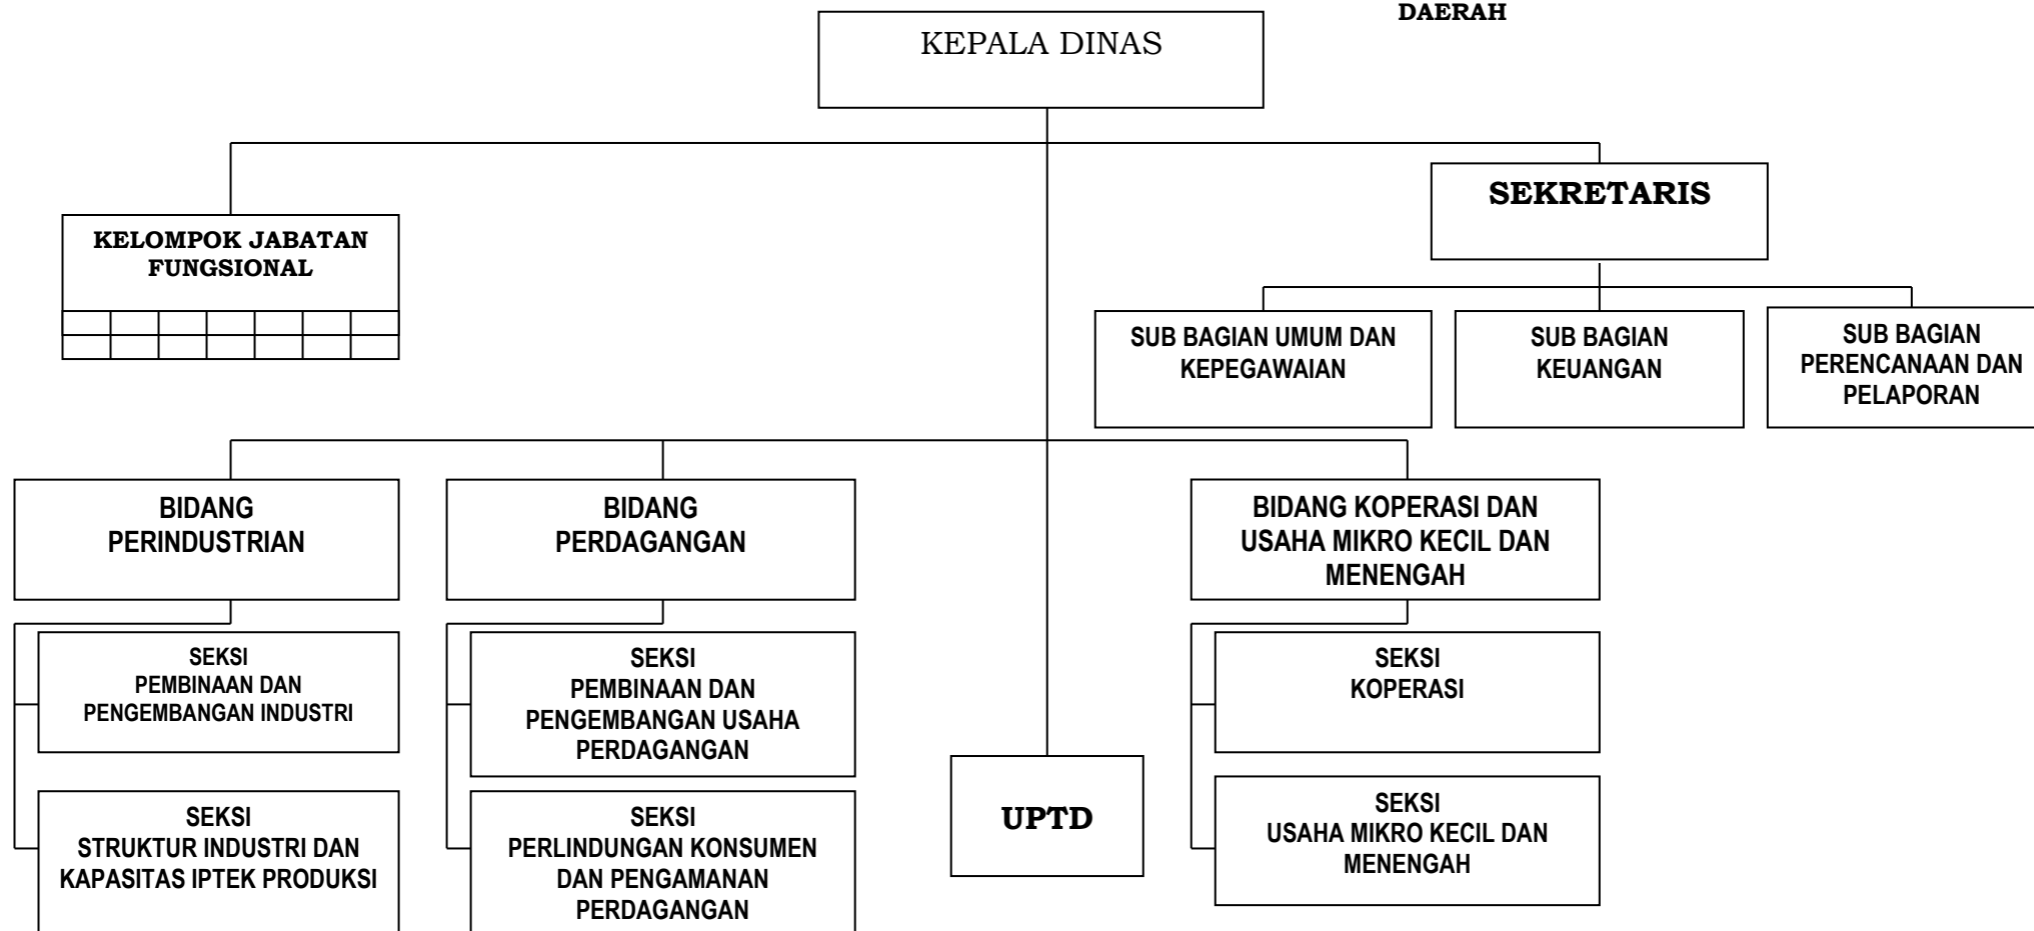 DAERAH
KEPALA DINAS
SEKRETARIS
KELOMPOK JABATAN
FUNGSIONAL
SUB BAGIAN UMUM DAN
KEPEGAWAIAN
SUB BAGIAN
KEUANGAN
SUB BAGIAN
PERENCANAAN DAN
PELAPORAN
BIDANG
PERINDUSTRIAN
BIDANG
PERDAGANGAN
BIDANG KOPERASI DAN
USAHA MIKRO KECIL DAN
MENENGAH
SEKSI
PEMBINAAN DAN
PENGEMBANGAN INDUSTRI
SEKSI
PEMBINAAN DAN
PENGEMBANGAN USAHA
PERDAGANGAN
SEKSI
KOPERASI
UPTD
SEKSI
STRUKTUR INDUSTRI DAN
KAPASITAS IPTEK PRODUKSI
SEKSI
PERLINDUNGAN KONSUMEN
DAN PENGAMANAN
PERDAGANGAN
SEKSI
USAHA MIKRO KECIL DAN
MENENGAH